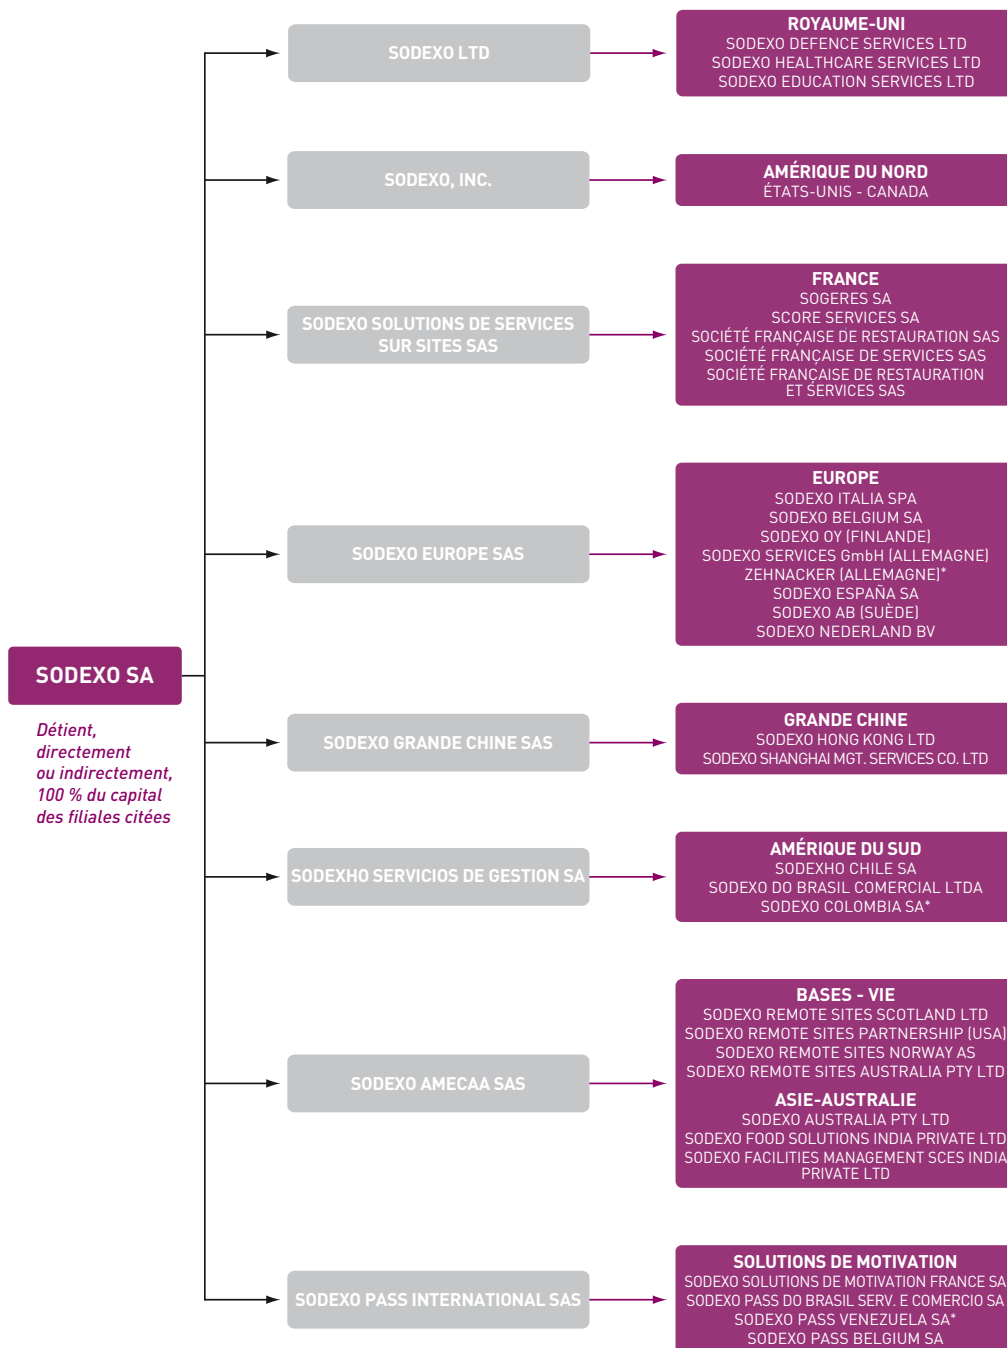 SODEXO LTD
ROYAUME-UNI
SODEXO DEFENCE SERVICES LTD
SODEXO HEALTHCARE SERVICES LTD
SODEXO EDUCATION SERVICES LTD
SODEXO, INC.
AMÉRIQUE DU NORD
ÉTATS-UNIS - CANADA
SODEXO SOLUTIONS DE SERVICES
SUR SITES SAS
FRANCE
SOGERES SA
SCORE SERVICES SA
SOCIÉTÉ FRANÇAISE DE RESTAURATION SAS
SOCIÉTÉ FRANÇAISE DE SERVICES SAS
SOCIÉTÉ FRANÇAISE DE RESTAURATION
ET SERVICES SAS
SODEXO EUROPE SAS
EUROPE
SODEXO ITALIA SPA
SODEXO BELGIUM SA
SODEXO OY (FINLANDE)
SODEXO SERVICES GmbH (ALLEMAGNE)
ZEHNACKER (ALLEMAGNE)*
SODEXO ESPAÑA SA
SODEXO AB (SUÈDE)
SODEXO NEDERLAND BV
SODEXO SA
Détient,
directement
ou indirectement,
100 % du capital
des filiales citées
SODEXO GRANDE CHINE SAS
GRANDE CHINE
SODEXO HONG KONG LTD
SODEXO SHANGHAI MGT. SERVICES CO. LTD
SODEXHO SERVICIOS DE GESTION SA
AMÉRIQUE DU SUD
SODEXHO CHILE SA
SODEXO DO BRASIL COMERCIAL LTDA
SODEXO COLOMBIA SA*
SODEXO AMECAA SAS
BASES - VIE
SODEXO REMOTE SITES SCOTLAND LTD
SODEXO REMOTE SITES PARTNERSHIP (USA)
SODEXO REMOTE SITES NORWAY AS
SODEXO REMOTE SITES AUSTRALIA PTY LTD
ASIE-AUSTRALIE
SODEXO AUSTRALIA PTY LTD
SODEXO FOOD SOLUTIONS INDIA PRIVATE LTD
SODEXO FACILITIES MANAGEMENT SCES INDIA
PRIVATE LTD
SODEXO PASS INTERNATIONAL SAS
SOLUTIONS DE MOTIVATION
SODEXO SOLUTIONS DE MOTIVATION FRANCE SA
SODEXO PASS DO BRASIL SERV. E COMERCIO SA
SODEXO PASS VENEZUELA SA*
SODEXO PASS BELGIUM SA